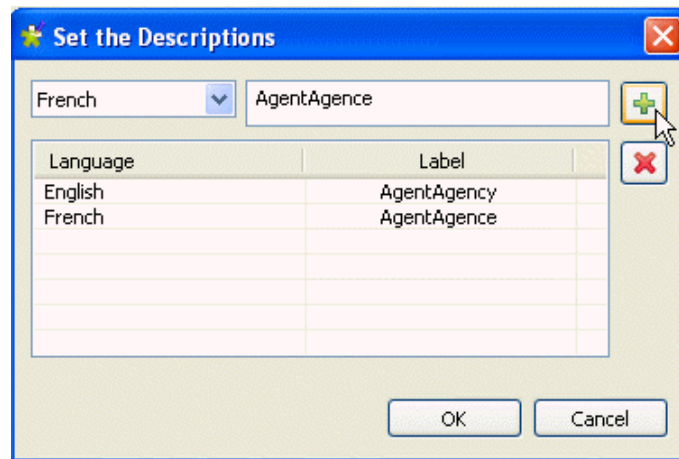 Set the Descriptions
French AgentAgence
Language Label
English AgentAgency
French AgentAgence
OK Cancel